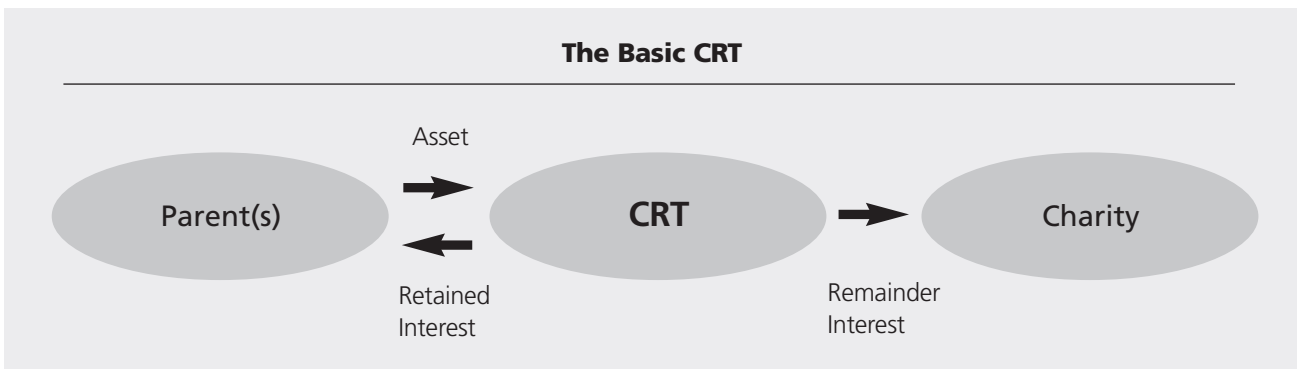 The Basic CRT
Asset
Parent(s)
CRT
Charity
Retained
Interest
Remainder
Interest